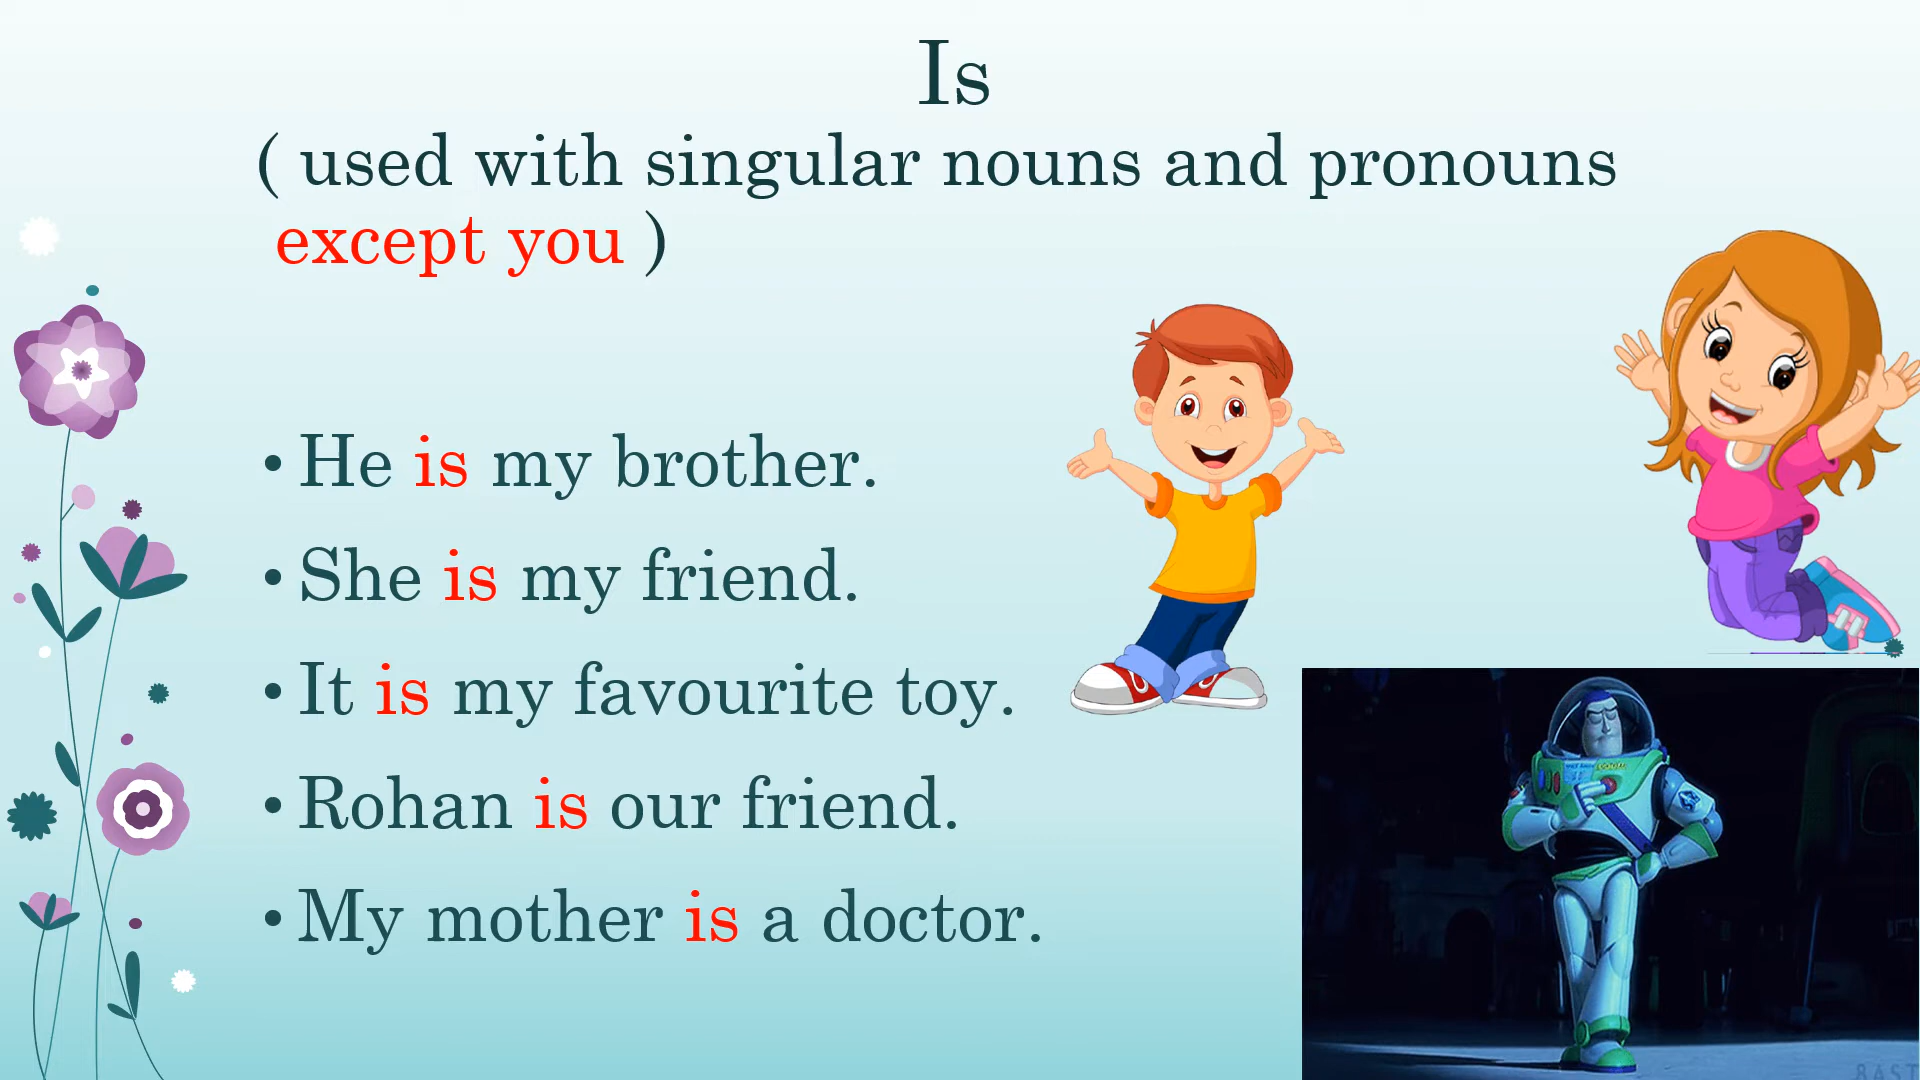 Is
( used with singular nouns and pronouns
except you )
• He is my brother.
• She is my friend.
• It is my favourite toy.
• Rohan is our friend.
• My mother is a doctor.